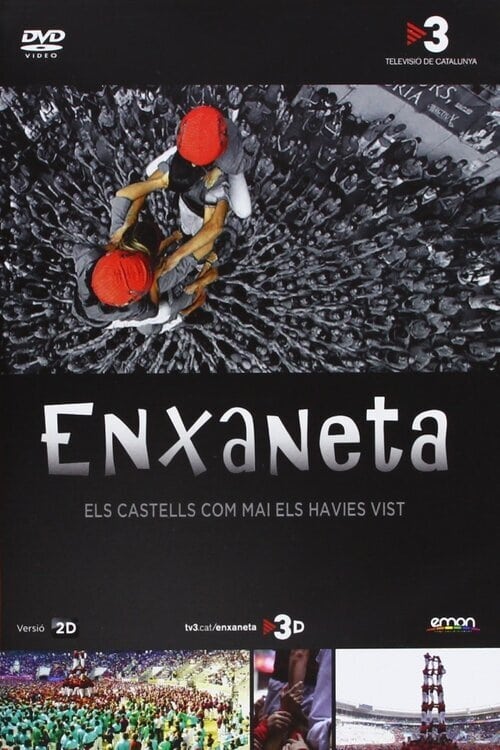 DVD
VIDEO
3
TELEVISIÓ DE CATALUNYA
ENXANETA
ELS CASTELLS COM MAI ELS HAVIES VIST
Versió 2D
tv3.cat/enxaneta
3D
emon